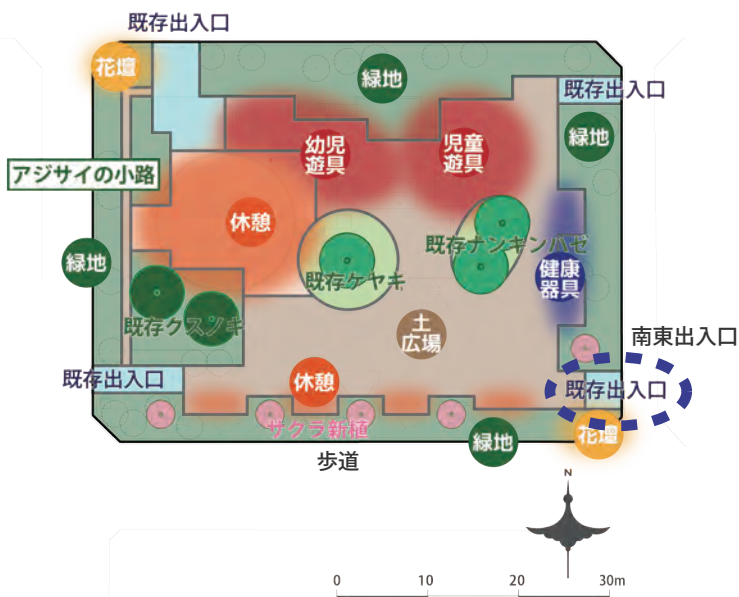 既存出入口
花壇
緑地
既存出入口
緑地
幼児
遊具
児童
遊具
アジサイの小路
休憩
既存ナンキンハゼ
緑地
既存ケヤキ
健康
器具
既存クスノキ
土
広場
南東出入口
既存出入口
休憩
既存出入口
サクラ新植
緑地
花壇
歩道
N
0 10 20 30m